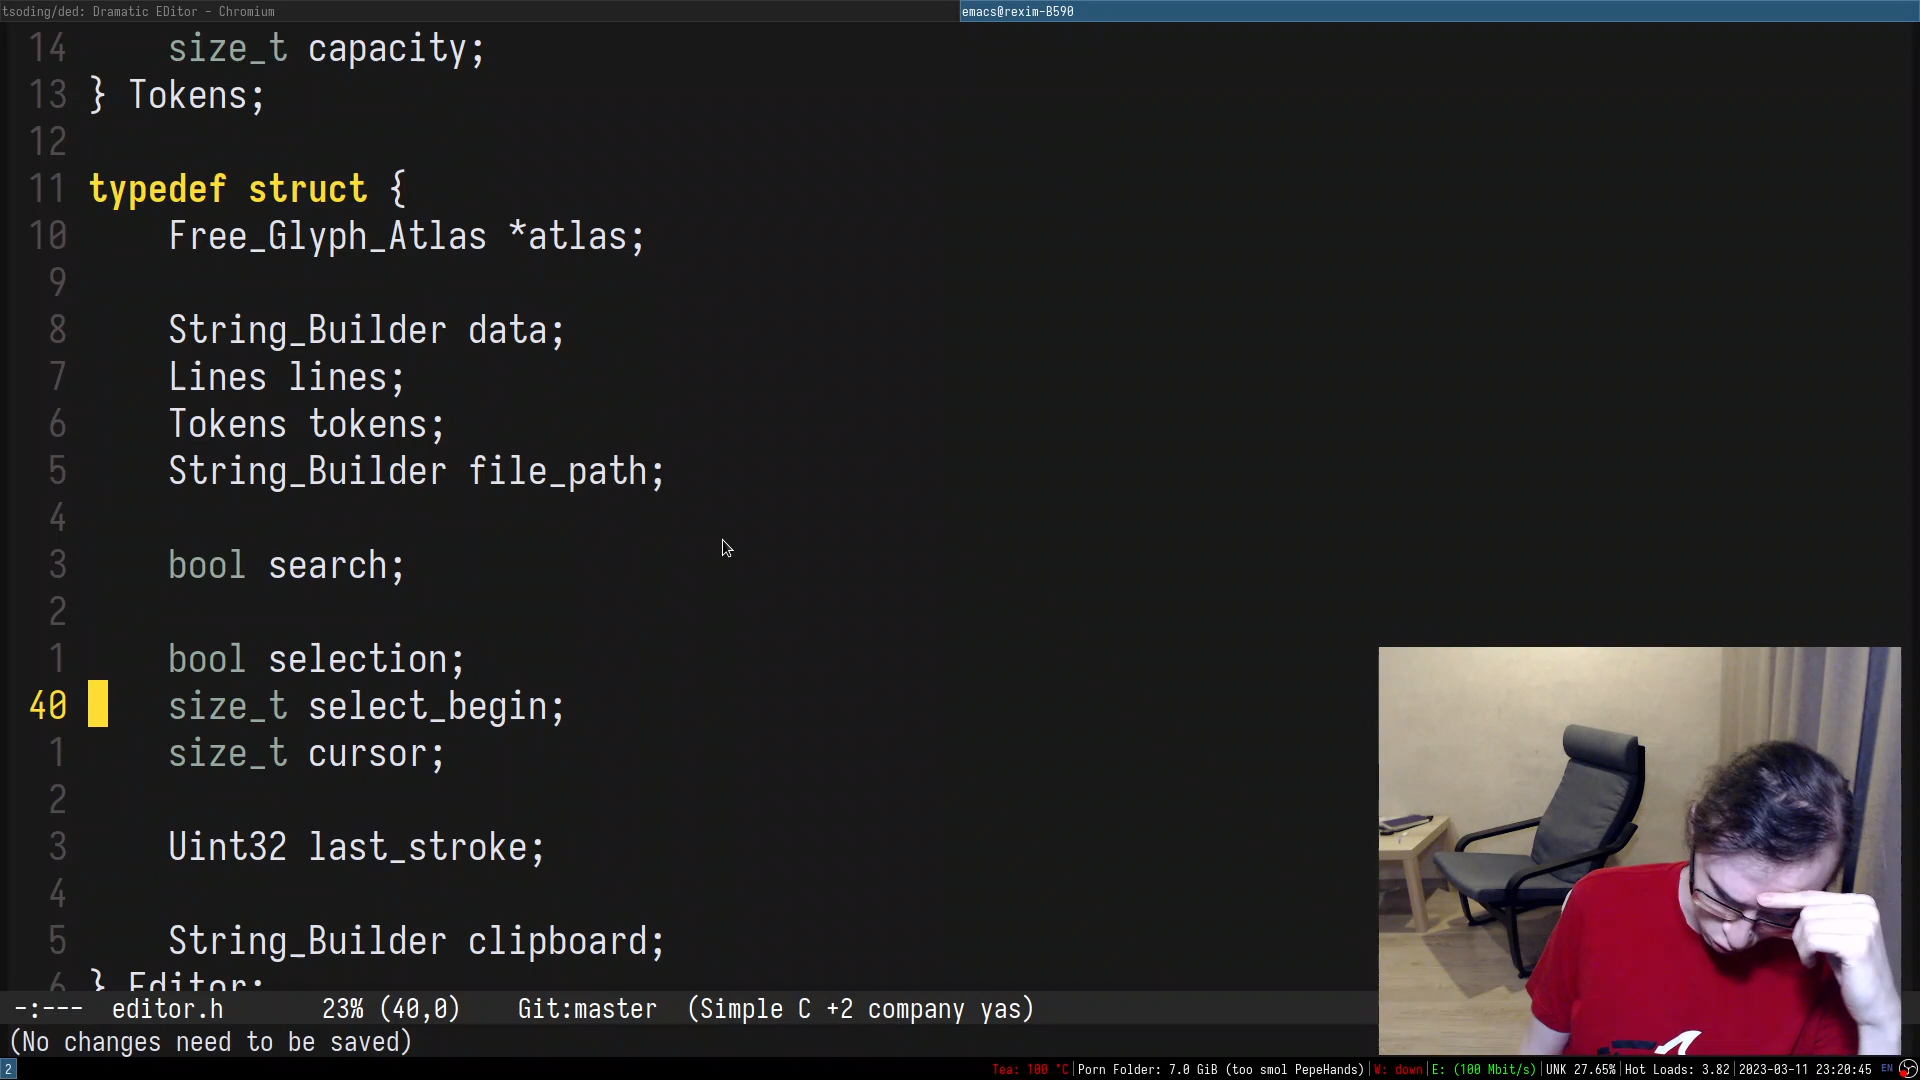 tsoding/ded: Dramatic EDitor - Chromium
emacs@rexim-B590
14 size_t capacity;
13 } Tokens;
12
11 typedef struct {
10 Free_Glyph_Atlas *atlas;
9
8 String_Builder data;
7 Lines lines;
6 Tokens tokens;
5 String_Builder file_path;
4
3 bool search;
2
1 bool selection;
40 size_t select_begin;
1 size_t cursor;
2
3 Uint32 last_stroke;
4
5 String_Builder clipboard;
6 } Editor;
-:--- editor.h 23% (40,0) Git:master (Simple C +2 company yas)
(No changes need to be saved)
2 Tea: 100 °C|Porn Folder: 7.0 GiB (too smol PepeHands)|W: down|E: (100 Mbit/s)|UNK 27.65%|Hot Loads: 3.82|2023-03-11 23:20:45 EN